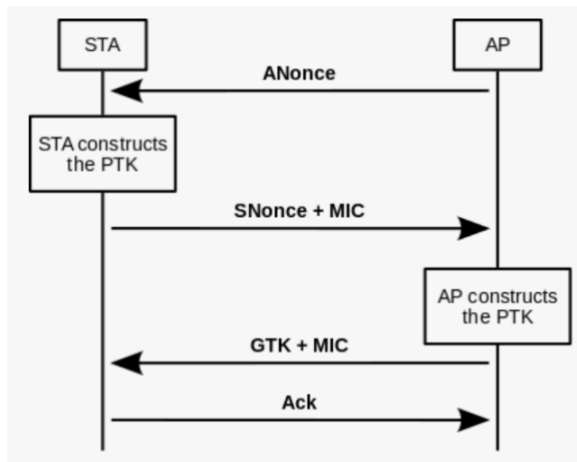 STA
AP
ANonce
STA constructs
the PTK
SNonce + MIC
AP constructs
the PTK
GTK + MIC
Ack